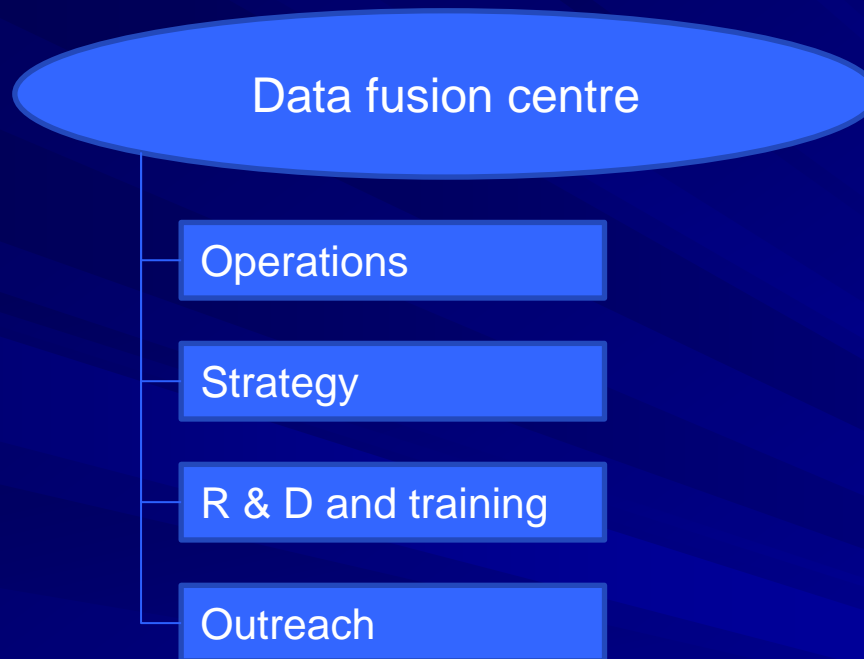 Data fusion centre
Operations
Strategy
R & D and training
Outreach